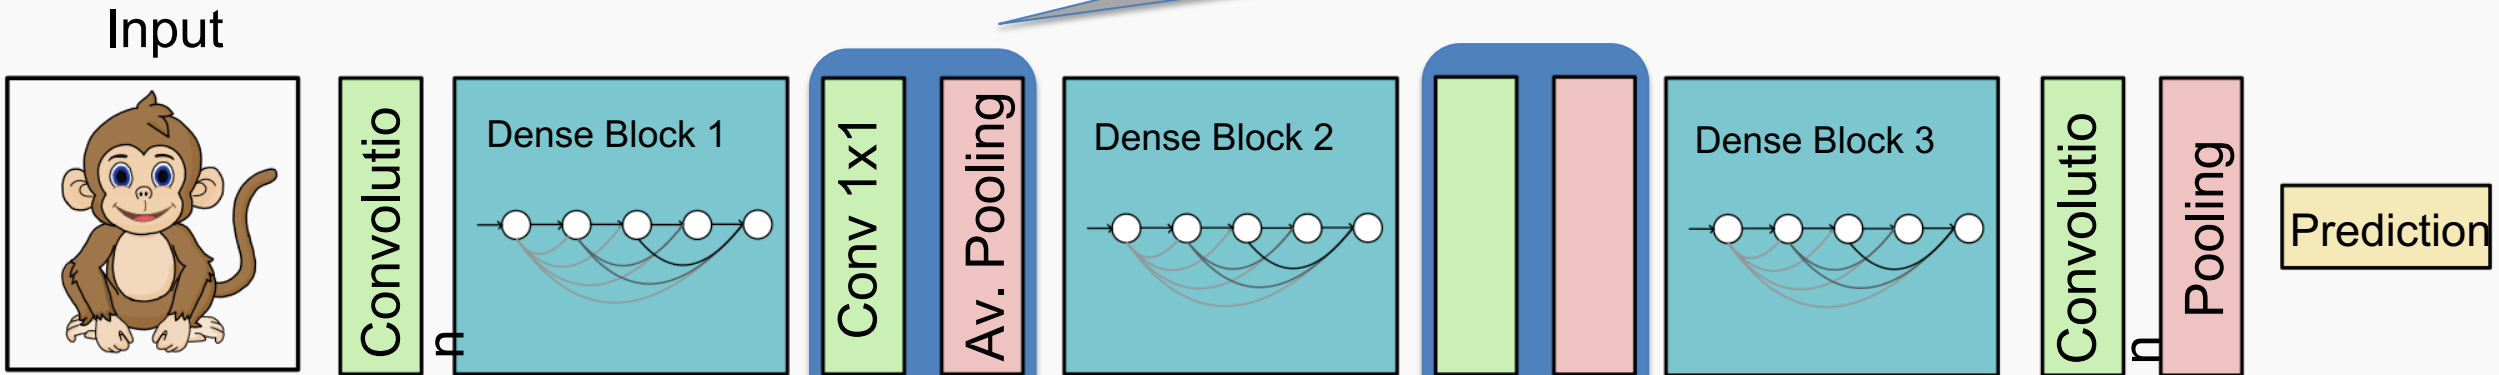 Input
Convolutio
n
Dense Block 1
Conv 1x1
Av. Pooling
Dense Block 2
Dense Block 3
Convolutio
n
Pooling
Prediction